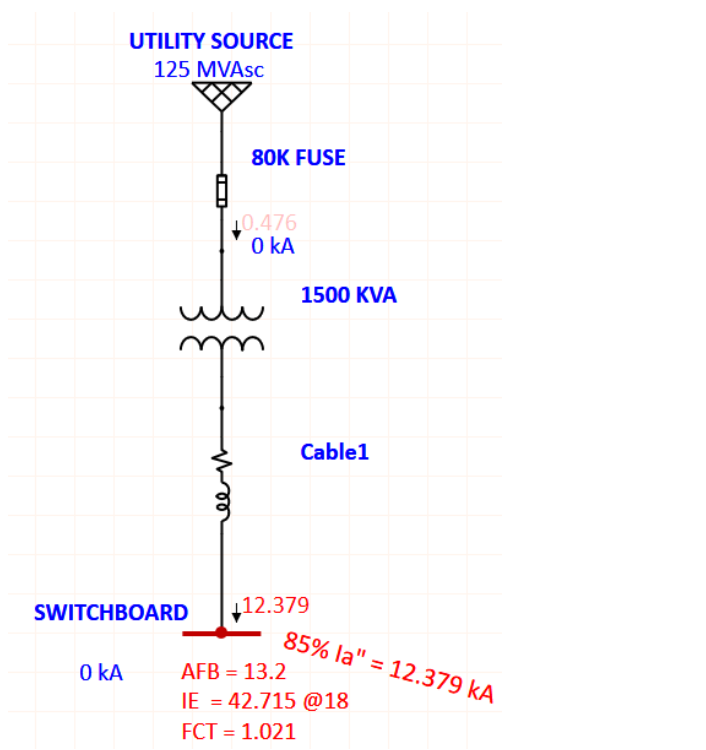 UTILITY SOURCE
125 MVAsc
80K FUSE
0.476
0 kA
1500 KVA
Cable1
12.379
SWITCHBOARD
85% Ia" = 12.379 kA
0 kA
AFB = 13.2
IE = 42.715 @18
FCT = 1.021